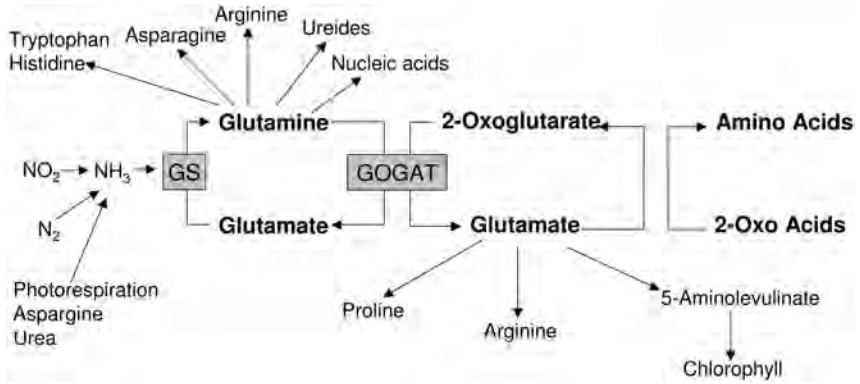 Arginine
Tryptophan
Histidine
Asparagine
Ureides
Nucleic acids
Glutamine
2-Oxoglutarate
Amino Acids
NO₂
NH₃
GS
GOGAT
N₂
Glutamate
Glutamate
2-Oxo Acids
Photorespiration
Aspargine
Urea
Proline
Arginine
5-Aminolevulinate
Chlorophyll